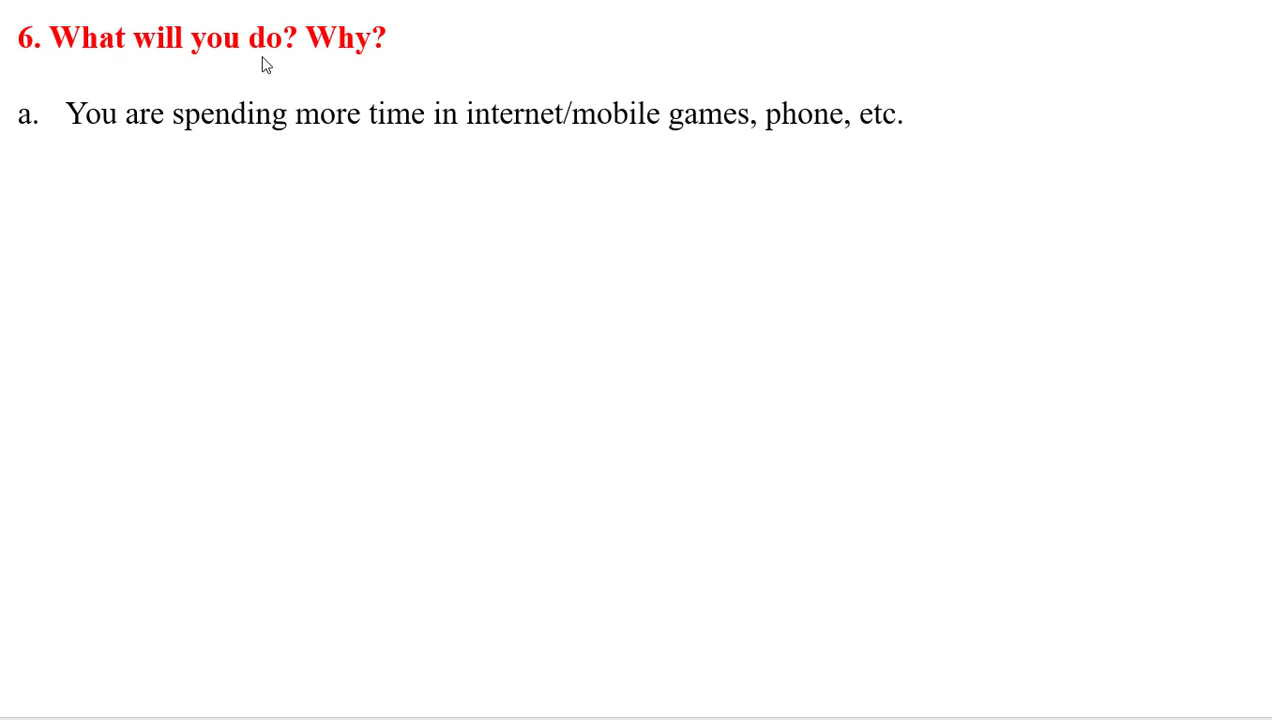 6. What will you do? Why?
a. You are spending more time in internet/mobile games, phone, etc.